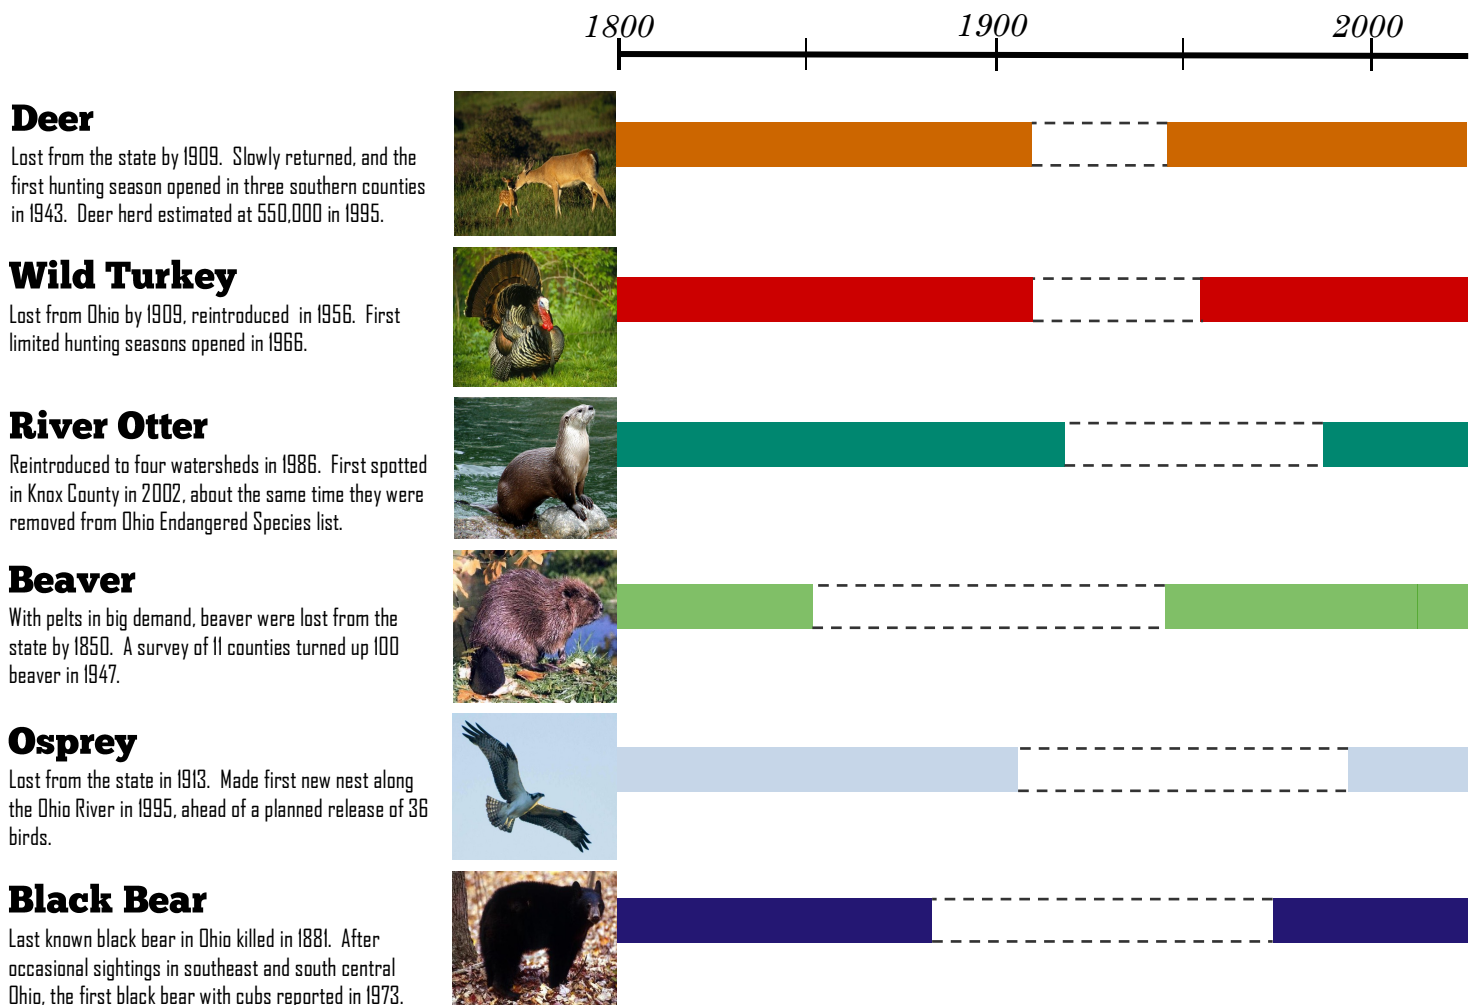 1800 1900 2000
Deer
Lost from the state by 1909.  Slowly returned, and the
first hunting season opened in three southern counties
in 1943.  Deer herd estimated at 550,000 in 1995.
Wild Turkey
Lost from Ohio by 1909, reintroduced  in 1956.  First
limited hunting seasons opened in 1966.
River Otter
Reintroduced to four watersheds in 1986.  First spotted
in Knox County in 2002, about the same time they were
removed from Ohio Endangered Species list.
Beaver
With pelts in big demand, beaver were lost from the
state by 1850.  A survey of 11 counties turned up 100
beaver in 1947.
Osprey
Lost from the state in 1913.  Made first new nest along
the Ohio River in 1995, ahead of a planned release of 36
birds.
Black Bear
Last known black bear in Ohio killed in 1881.  After
occasional sightings in southeast and south central
Ohio, the first black bear with cubs reported in 1973.